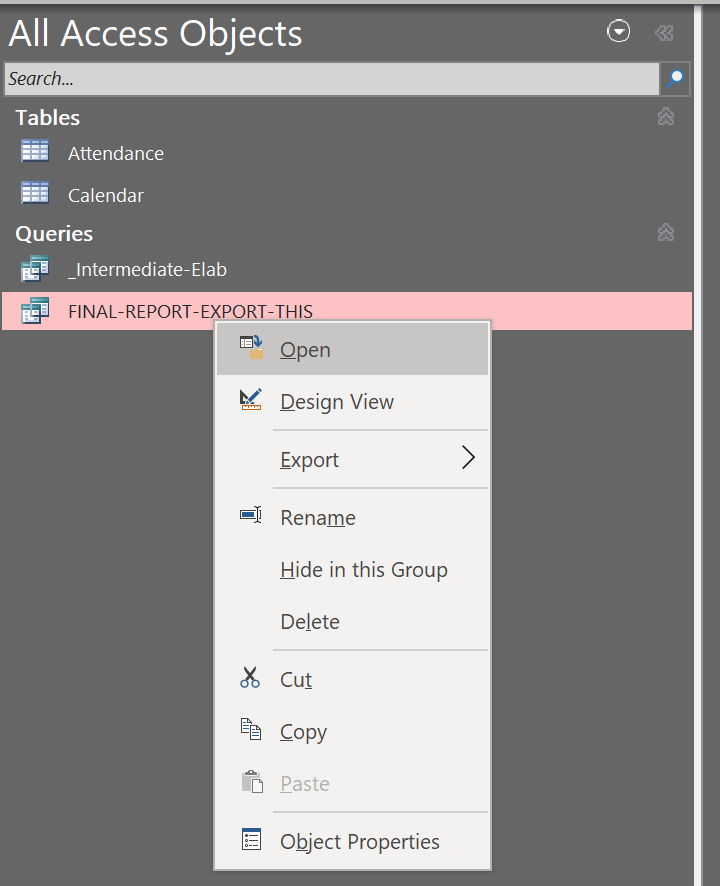 All Access Objects
Search...
Tables
Attendance
Calendar
Queries
_Intermediate-Elab
FINAL-REPORT-EXPORT-THIS
Open
Design View
Export
Rename
Hide in this Group
Delete
Cut
Copy
Paste
Object Properties